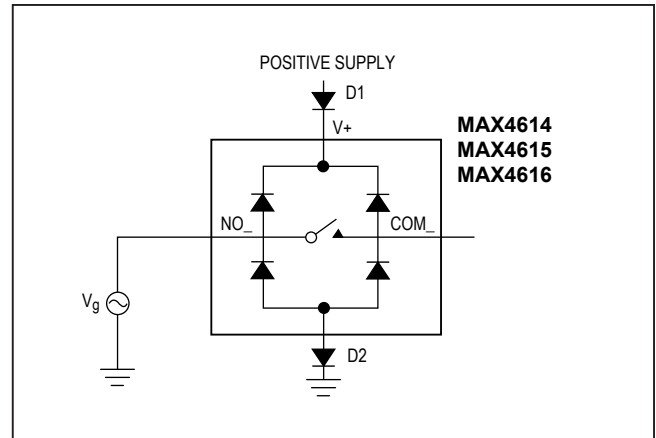 POSITIVE SUPPLY
D1
V+
MAX4614
MAX4615
MAX4616
NO_
COM_
Vg
D2